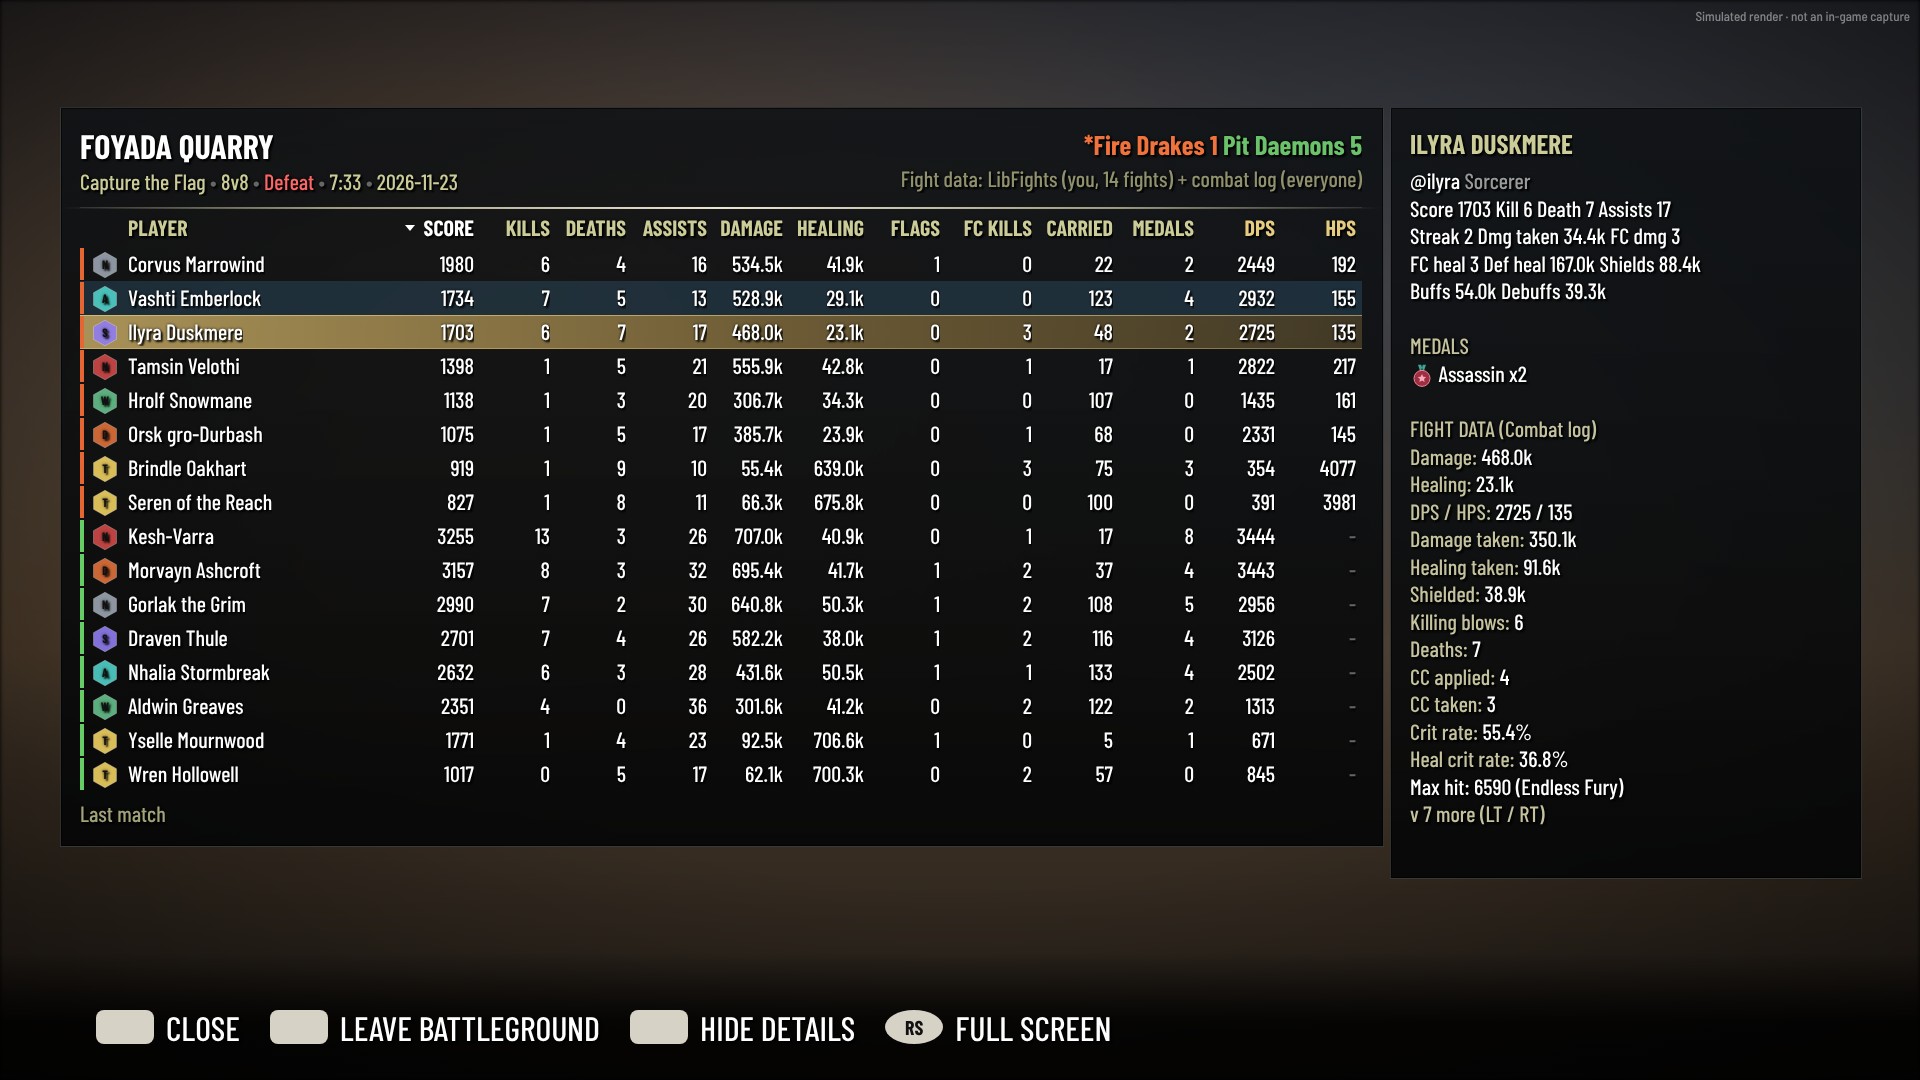 Simulated render · not an in-game capture
FOYADA QUARRY
*Fire Drakes 1 Pit Daemons 5
Capture the Flag • 8v8 • Defeat • 7:33 • 2026-11-23
Fight data: LibFights (you, 14 fights) + combat log (everyone)
PLAYER SCORE KILLS DEATHS ASSISTS DAMAGE HEALING FLAGS FC KILLS CARRIED MEDALS DPS HPS
Corvus Marrowind 1980 6 4 16 534.5k 41.9k 1 0 22 2 2449 192
Vashti Emberlock 1734 7 5 13 528.9k 29.1k 0 0 123 4 2932 155
Ilyra Duskmere 1703 6 7 17 468.0k 23.1k 0 3 48 2 2725 135
Tamsin Velothi 1398 1 5 21 555.9k 42.8k 0 1 17 1 2822 217
Hrolf Snowmane 1138 1 3 20 306.7k 34.3k 0 0 107 0 1435 161
Orsk gro-Durbash 1075 1 5 17 385.7k 23.9k 0 1 68 0 2331 145
Brindle Oakhart 919 1 9 10 55.4k 639.0k 0 3 75 3 354 4077
Seren of the Reach 827 1 8 11 66.3k 675.8k 0 0 100 0 391 3981
Kesh-Varra 3255 13 3 26 707.0k 40.9k 0 1 17 8 3444 -
Morvayn Ashcroft 3157 8 3 32 695.4k 41.7k 1 2 37 4 3443 -
Gorlak the Grim 2990 7 2 30 640.8k 50.3k 1 2 108 5 2956 -
Draven Thule 2701 7 4 26 582.2k 38.0k 1 2 116 4 3126 -
Nhalia Stormbreak 2632 6 3 28 431.6k 50.5k 1 1 133 4 2502 -
Aldwin Greaves 2351 4 0 36 301.6k 41.2k 0 2 122 2 1313 -
Yselle Mournwood 1771 1 4 23 92.5k 706.6k 1 0 5 1 671 -
Wren Hollowell 1017 0 5 17 62.1k 700.3k 0 2 57 0 845 -
Last match
ILYRA DUSKMERE
@ilyra Sorcerer
Score 1703 Kill 6 Death 7 Assists 17
Streak 2 Dmg taken 34.4k FC dmg 3
FC heal 3 Def heal 167.0k Shields 88.4k
Buffs 54.0k Debuffs 39.3k
MEDALS
Assassin x2
FIGHT DATA (Combat log)
Damage: 468.0k
Healing: 23.1k
DPS / HPS: 2725 / 135
Damage taken: 350.1k
Healing taken: 91.6k
Shielded: 38.9k
Killing blows: 6
Deaths: 7
CC applied: 4
CC taken: 3
Crit rate: 55.4%
Heal crit rate: 36.8%
Max hit: 6590 (Endless Fury)
v 7 more (LT / RT)
CLOSE
LEAVE BATTLEGROUND
HIDE DETAILS
RS FULL SCREEN